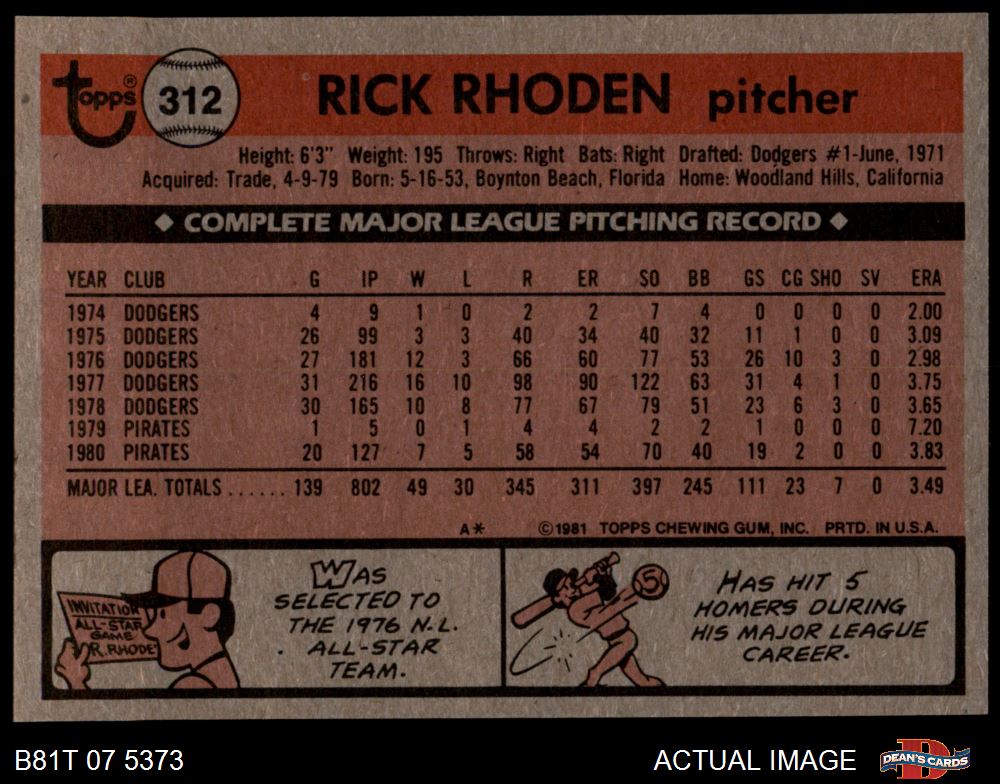 Topps® 312 RICK RHODEN pitcher
Height: 6'3" Weight: 195 Throws: Right Bats: Right Drafted: Dodgers #1-June, 1971
Acquired: Trade, 4-9-79 Born: 5-16-53, Boynton Beach, Florida Home: Woodland Hills, California
◆ COMPLETE MAJOR LEAGUE PITCHING RECORD ◆
YEAR CLUB G IP W L R ER SO BB GS CG SHO SV ERA
1974 DODGERS 4 9 1 0 2 2 7 4 0 0 0 0 2.00
1975 DODGERS 26 99 3 3 40 34 40 32 11 1 0 0 3.09
1976 DODGERS 27 181 12 3 66 60 77 53 26 10 3 0 2.98
1977 DODGERS 31 216 16 10 98 90 122 63 31 4 1 0 3.75
1978 DODGERS 30 165 10 8 77 67 79 51 23 6 3 0 3.65
1979 PIRATES 1 5 0 1 4 4 2 2 1 0 0 0 7.20
1980 PIRATES 20 127 7 5 58 54 70 40 19 2 0 0 3.83
MAJOR LEA. TOTALS ...... 139 802 49 30 345 311 397 245 111 23 7 0 3.49
A* ©1981 TOPPS CHEWING GUM, INC. PRTD. IN U.S.A.
INVITATION
ALL-STAR
GAME
R. RHODE
WAS
SELECTED TO
THE 1976 N.L.
ALL-STAR
TEAM.
5
HAS HIT 5
HOMERS DURING
HIS MAJOR LEAGUE
CAREER.
B81T 07 5373 ACTUAL IMAGE D DEAN'S CARDS